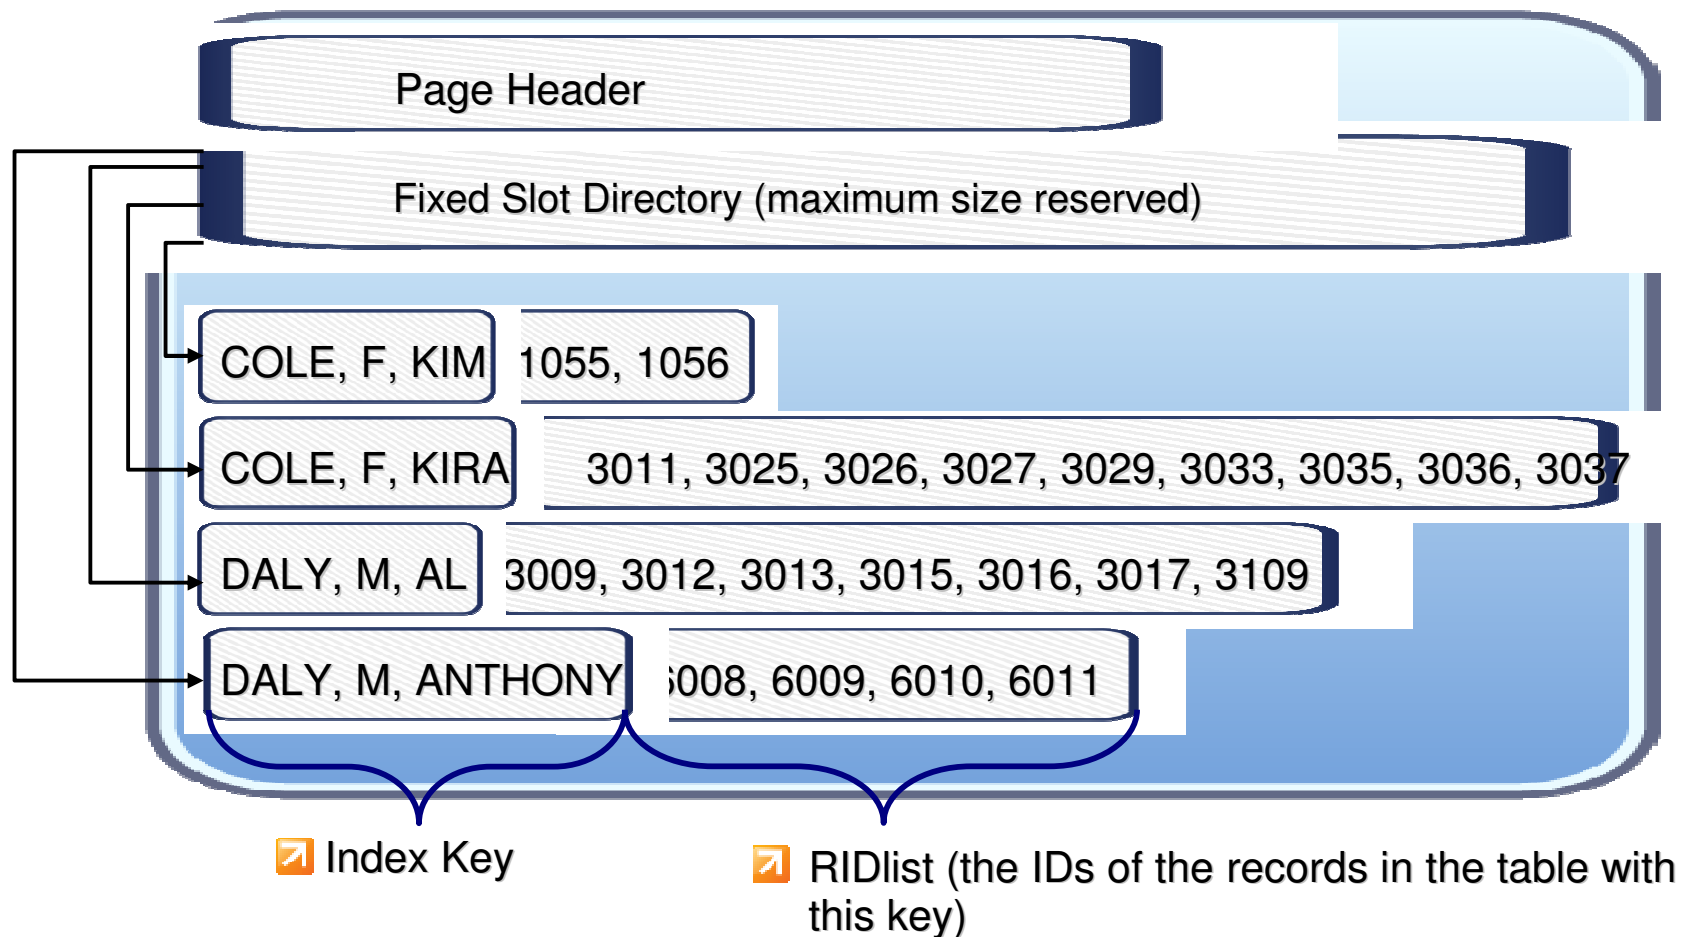 Page Header
Fixed Slot Directory (maximum size reserved)
COLE, F, KIM 1055, 1056
COLE, F, KIRA 3011, 3025, 3026, 3027, 3029, 3033, 3035, 3036, 3037
DALY, M, AL 3009, 3012, 3013, 3015, 3016, 3017, 3109
DALY, M, ANTHONY 6008, 6009, 6010, 6011
Index Key
RIDlist (the IDs of the records in the table with
this key)